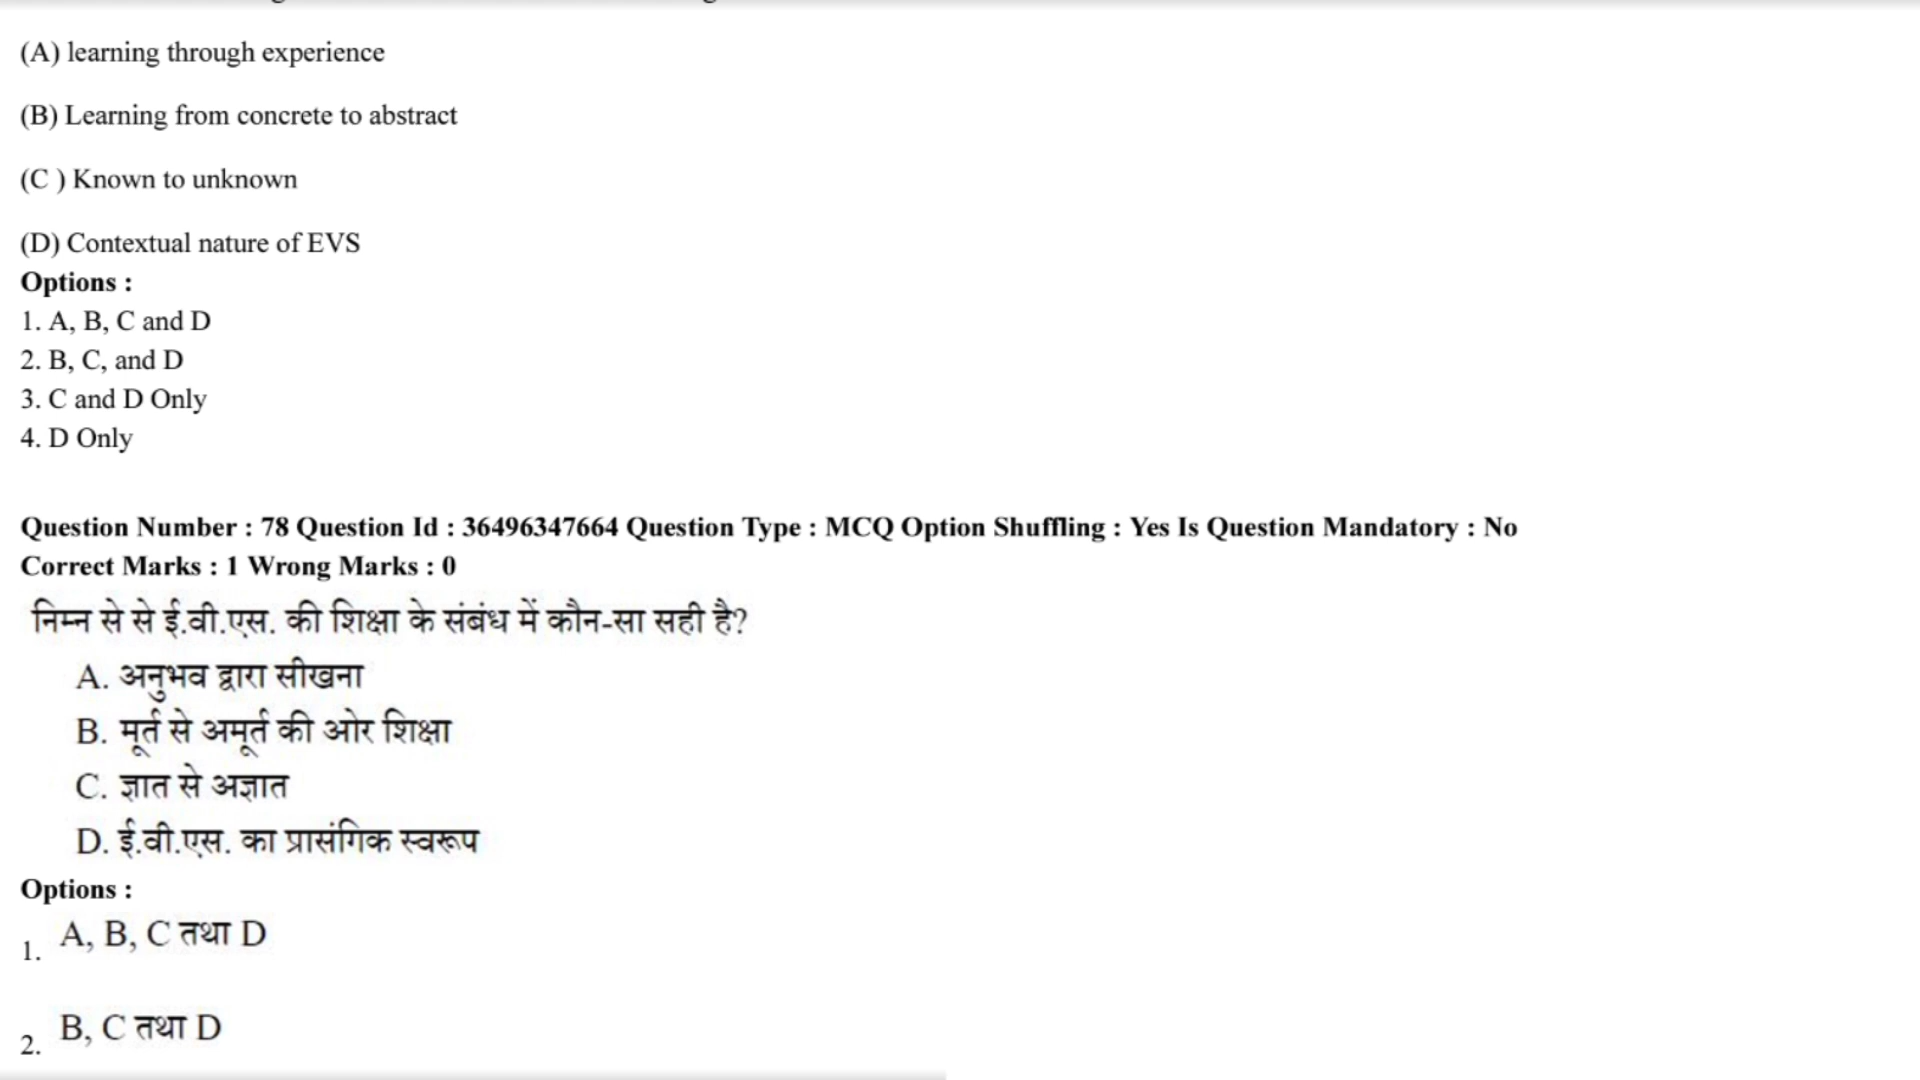 (A) learning through experience
(B) Learning from concrete to abstract
(C ) Known to unknown
(D) Contextual nature of EVS
Options :
1. A, B, C and D
2. B, C, and D
3. C and D Only
4. D Only
Question Number : 78 Question Id : 36496347664 Question Type : MCQ Option Shuffling : Yes Is Question Mandatory : No
Correct Marks : 1 Wrong Marks : 0
निम्न से से ई.वी.एस. की शिक्षा के संबंध में कौन-सा सही है?
A. अनुभव द्वारा सीखना
B. मूर्त से अमूर्त की ओर शिक्षा
C. ज्ञात से अज्ञात
D. ई.वी.एस. का प्रासंगिक स्वरूप
Options :
1. A, B, C तथा D
2. B, C तथा D